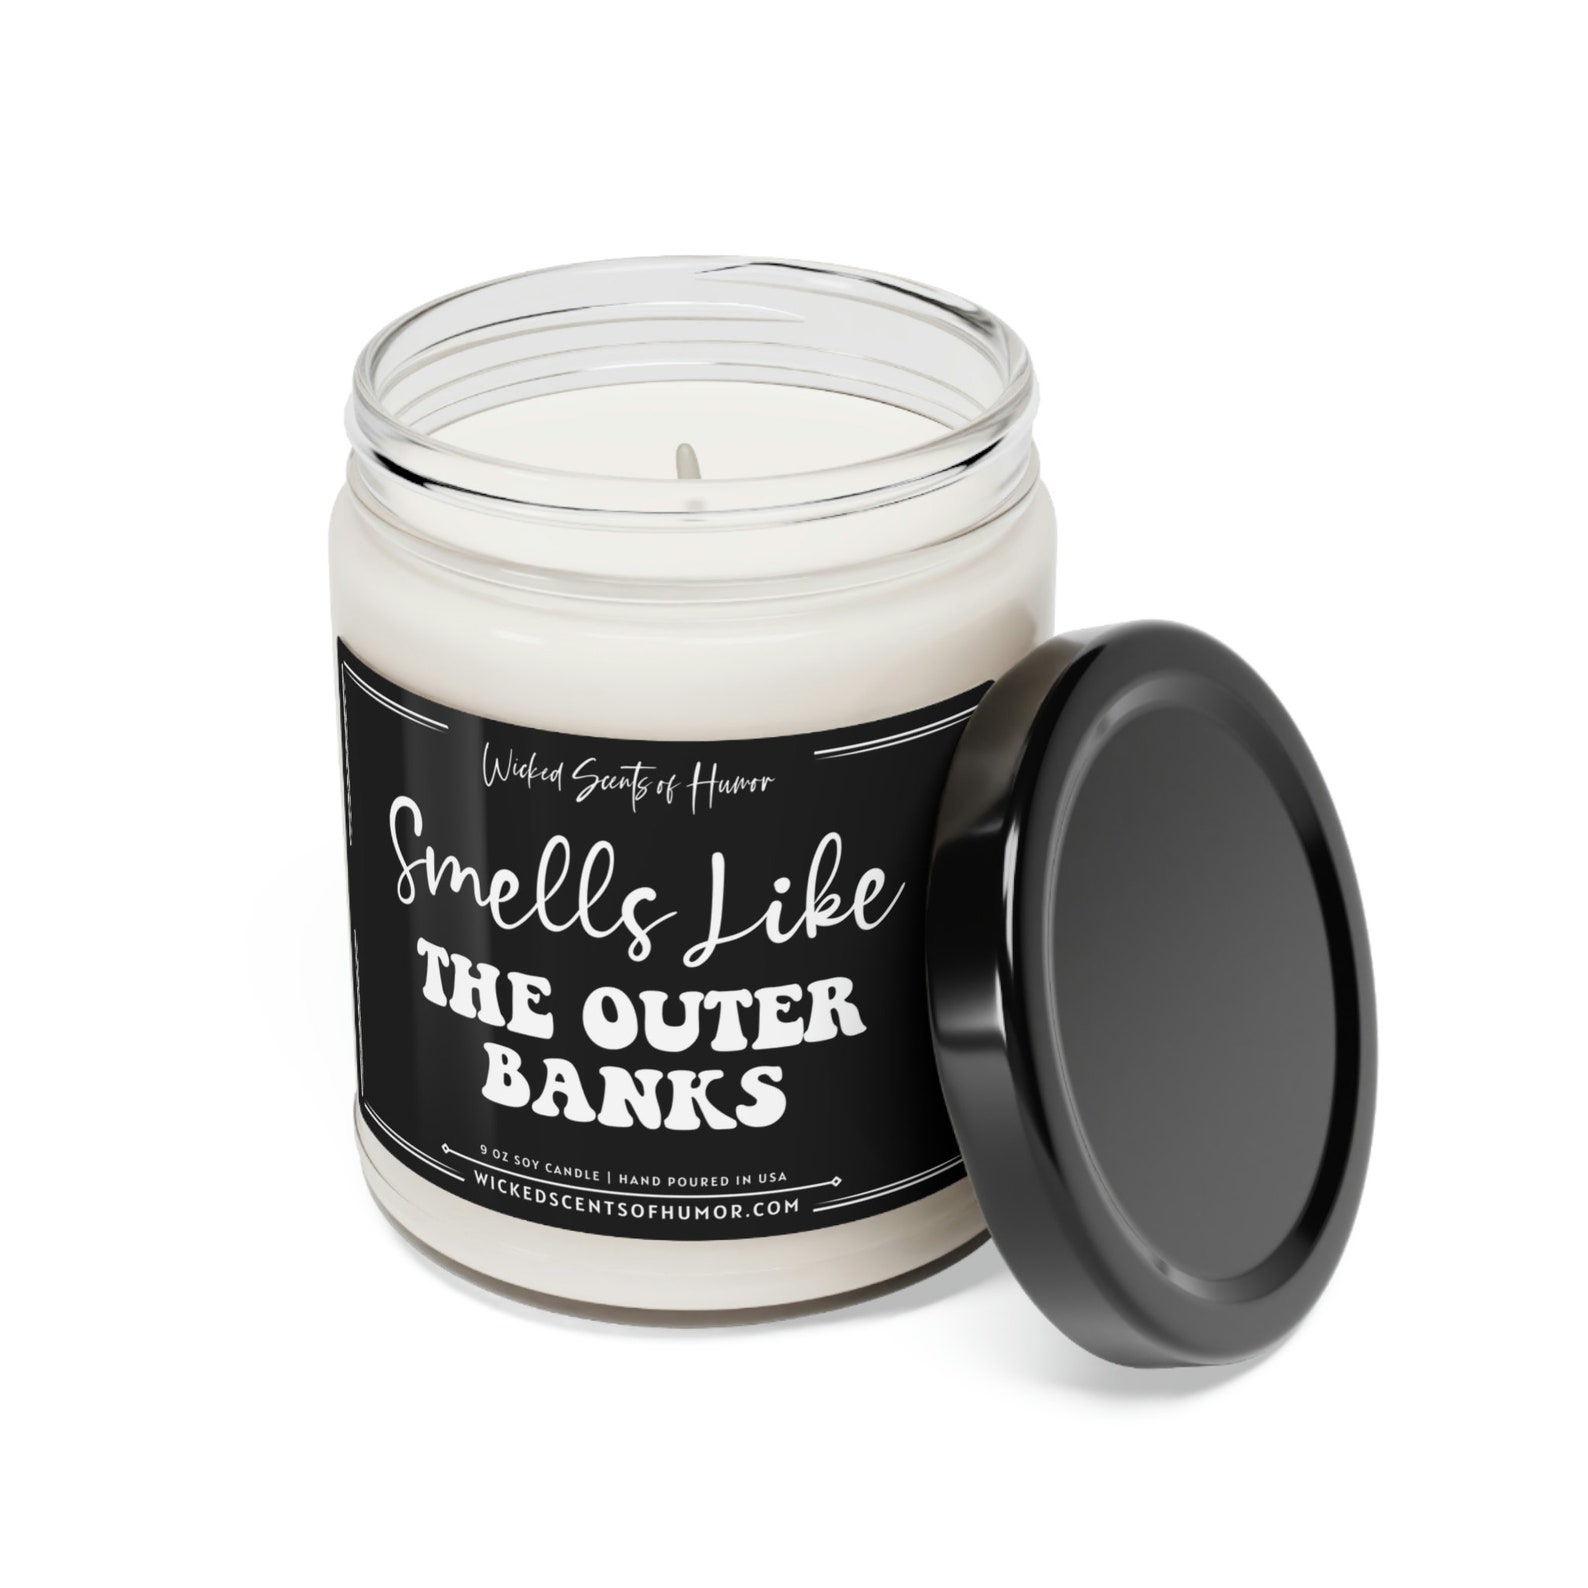 Wicked Scents of Humor
Smells Like
THE OUTER
BANKS
9 OZ SOY CANDLE | HAND POURED IN USA
WICKEDSCENTSOFHUMOR.COM